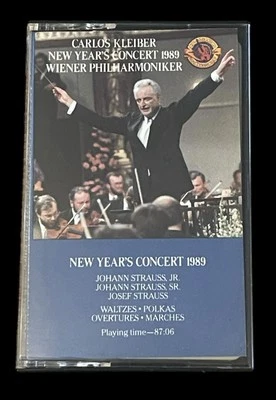 CARLOS KLEIBER
NEW YEAR'S CONCERT 1989
WIENER PHILHARMONIKER
NEW YEAR'S CONCERT 1989
JOHANN STRAUSS, JR.
JOHANN STRAUSS, SR.
JOSEF STRAUSS
WALTZES • POLKAS
OVERTURES • MARCHES
Playing time—87:06